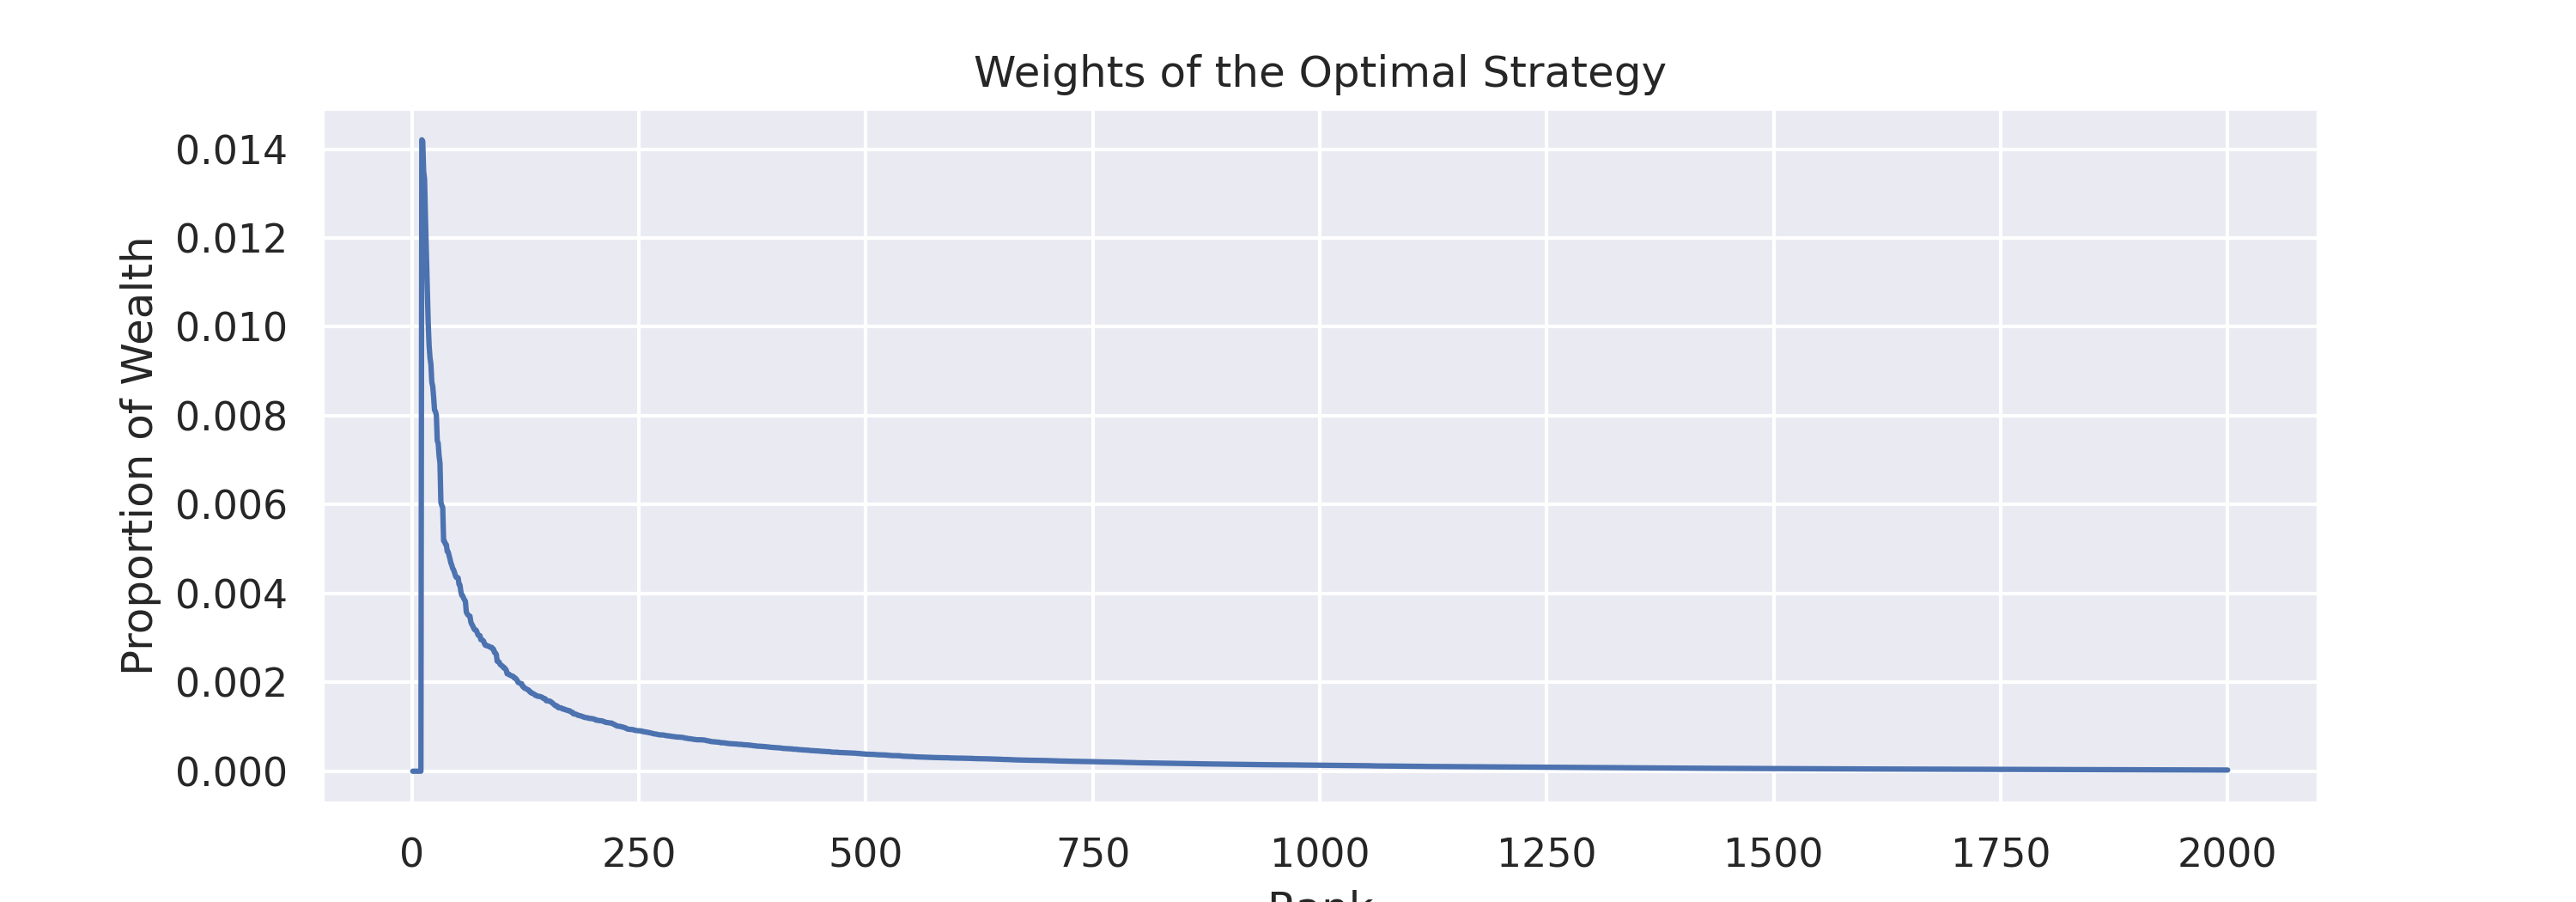 Weights of the Optimal Strategy
Proportion of Wealth
0.014
0.012
0.010
0.008
0.006
0.004
0.002
0.000
0 250 500 750 1000 1250 1500 1750 2000
Rank